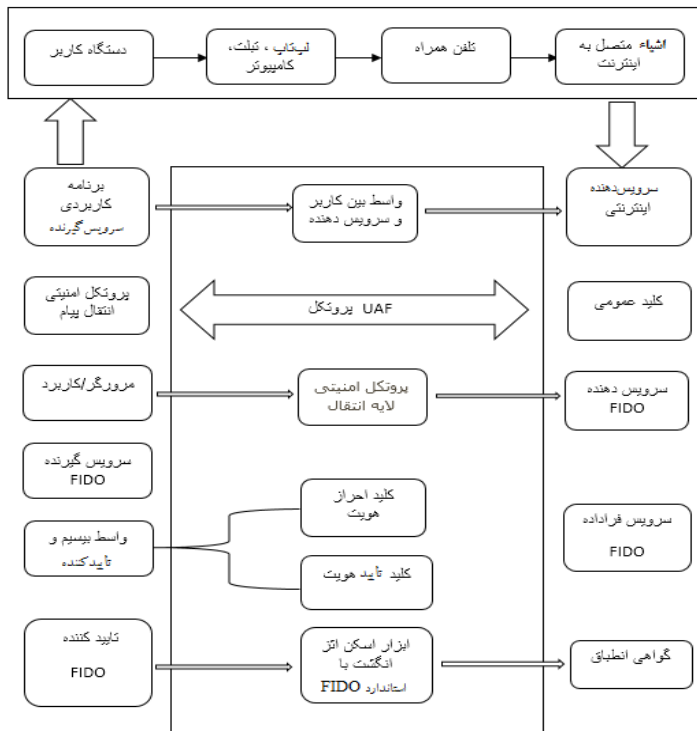 دستگاه کاربر
لپ‌تاپ ، تبلت،
کامپیوتر
تلفن همراه
اشیاء متصل به
اینترنت
برنامه
کاربردی
سرویس‌گیرنده
واسط بین کاربر
و سرویس دهنده
سرویس‌دهنده
اینترنتی
پروتکل امنیتی
انتقال پیام
پروتکل UAF
کلید عمومی
مرورگر/کاربرد
پروتکل امنیتی
لایه انتقال
سرویس دهنده
FIDO
سرویس گیرنده
FIDO
کلید احراز
هویت
سرویس فراداده
FIDO
واسط بیسیم و
تایدکننده
کلید تاید هویت
تایید کننده
FIDO
ابزار اسکن اثر
انگشت با
استاندارد FIDO
گواهی انطباق